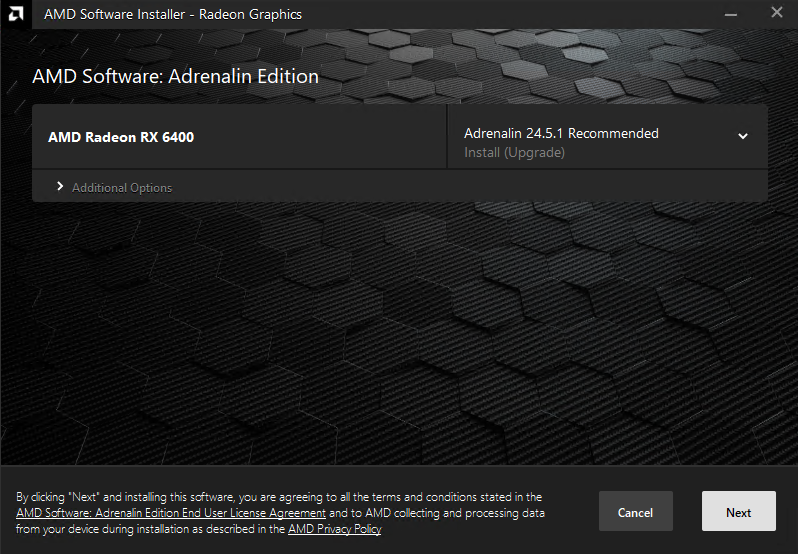 AMD Software Installer - Radeon Graphics
AMD Software: Adrenalin Edition
AMD Radeon RX 6400
Adrenalin 24.5.1 Recommended
Install (Upgrade)
Additional Options
By clicking "Next" and installing this software, you are agreeing to all the terms and conditions stated in the
AMD Software: Adrenalin Edition End User License Agreement and to AMD collecting and processing data
from your device during installation as described in the AMD Privacy Policy
Cancel
Next